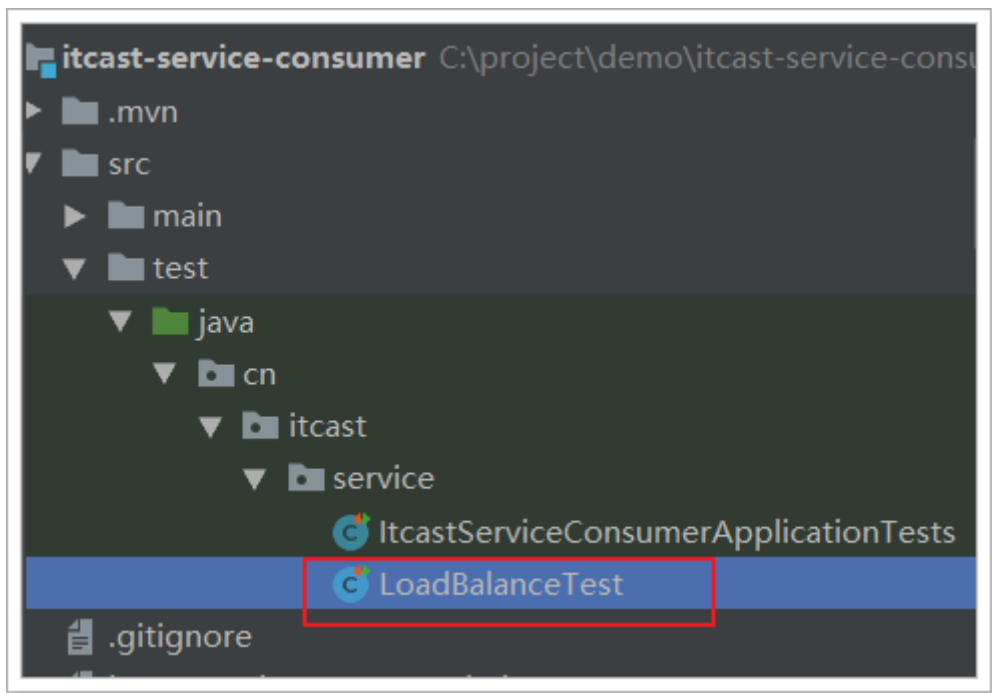 itcast-service-consumer C:\project\demo\itcast-service-consu
.mvn
src
main
test
java
cn
itcast
service
ItcastServiceConsumerApplicationTests
LoadBalanceTest
.gitignore